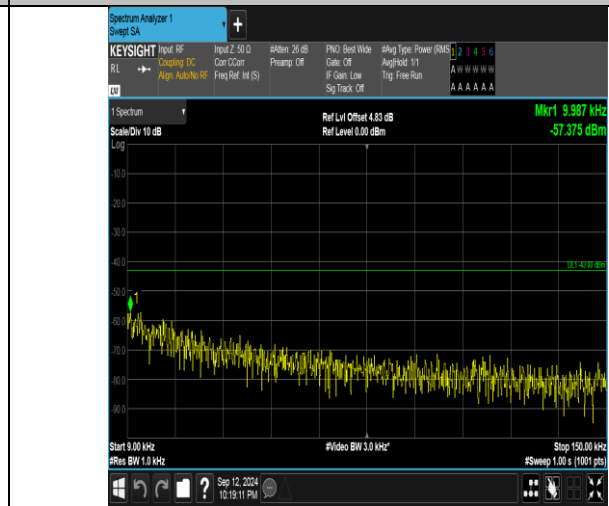 Spectrum Analyzer 1
Swept SA
+
KEYSIGHT Input: RF Input Z: 50 Ω #Atten: 26 dB PNO: Best Wide #Avg Type: Power (RMS 1 2 3 4 5 6
RL Coupling: DC Corr CCorr Preamp: Off Gate: Off Avg|Hold: 1/1 A W W W W W
Align: Auto/No RF Freq Ref: Int (S) IF Gain: Low Trig: Free Run
Sig Track: Off A A A A A A
1 Spectrum Ref Lvl Offset 4.83 dB Mkr1 9.987 kHz
Scale/Div 10 dB Ref Level 0.00 dBm -57.375 dBm
Log
-10.0
-20.0
-30.0
-40.0
DL1 -43.00 dBm
-50.0
1
-60.0
-70.0
-80.0
-90.0
Start 9.00 kHz #Video BW 3.0 kHz* Stop 150.00 kHz
#Res BW 1.0 kHz #Sweep 1.00 s (1001 pts)
? Sep 12, 2024
10:19:11 PM